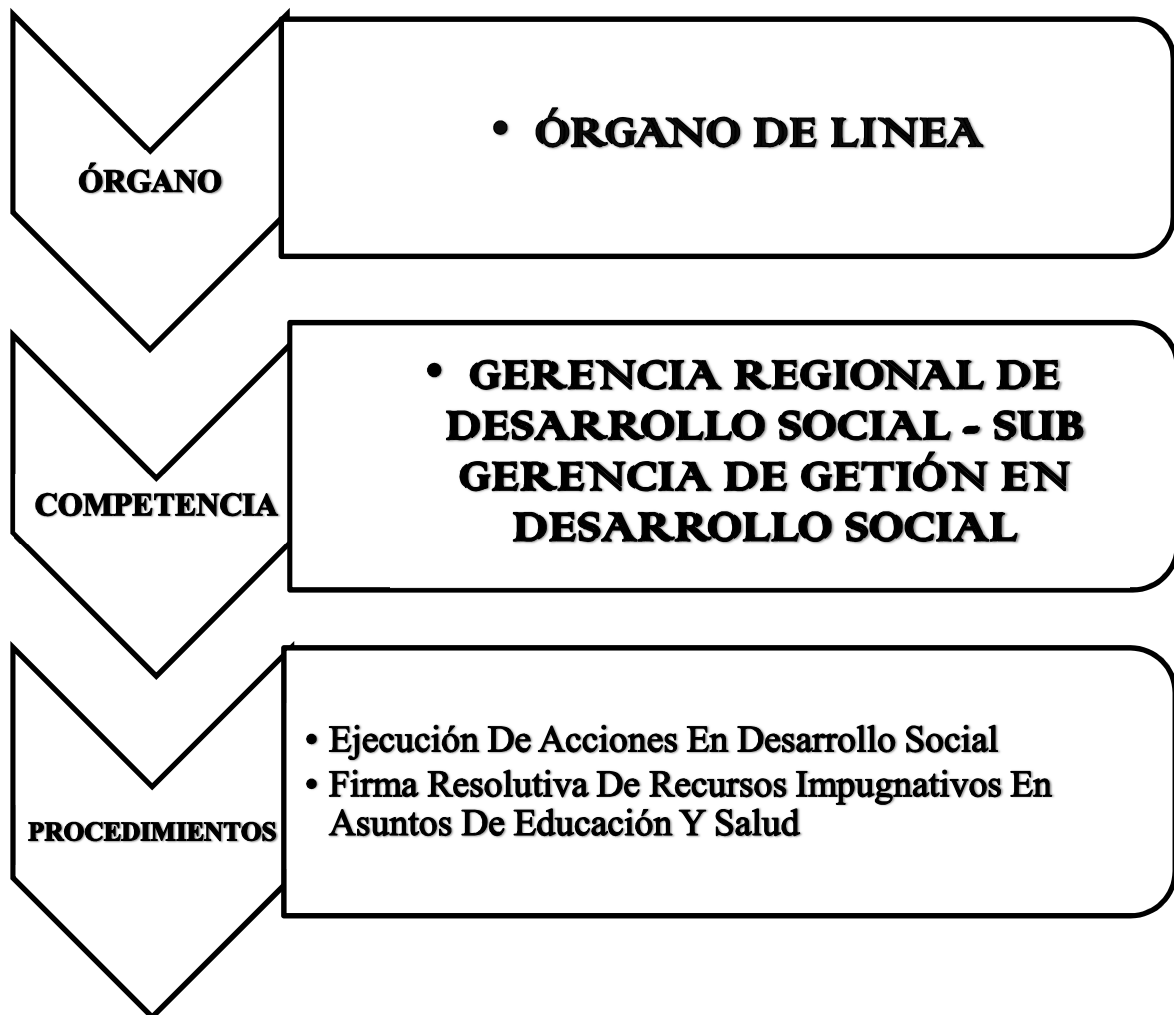 ÓRGANO
• ÓRGANO DE LINEA
COMPETENCIA
• GERENCIA REGIONAL DE
DESARROLLO SOCIAL - SUB
GERENCIA DE GETIÓN EN
DESARROLLO SOCIAL
PROCEDIMIENTOS
• Ejecución De Acciones En Desarrollo Social
• Firma Resolutiva De Recursos Impugnativos En
Asuntos De Educación Y Salud